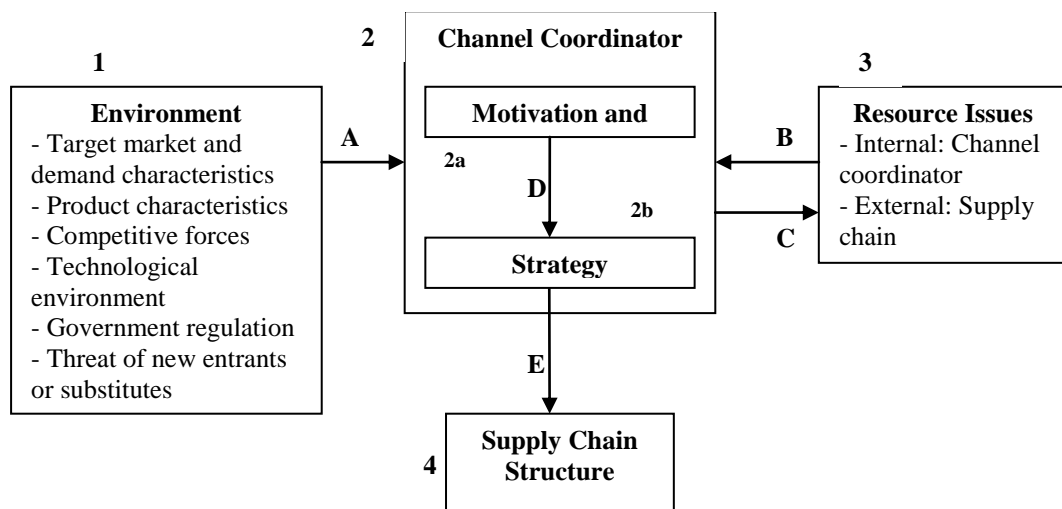 1
Environment
- Target market and
demand characteristics
- Product characteristics
- Competitive forces
- Technological
environment
- Government regulation
- Threat of new entrants
or substitutes
A
2
Channel Coordinator
Motivation and
2a
D
2b
Strategy
E
4
Supply Chain
Structure
3
Resource Issues
- Internal: Channel
coordinator
- External: Supply
chain
B
C